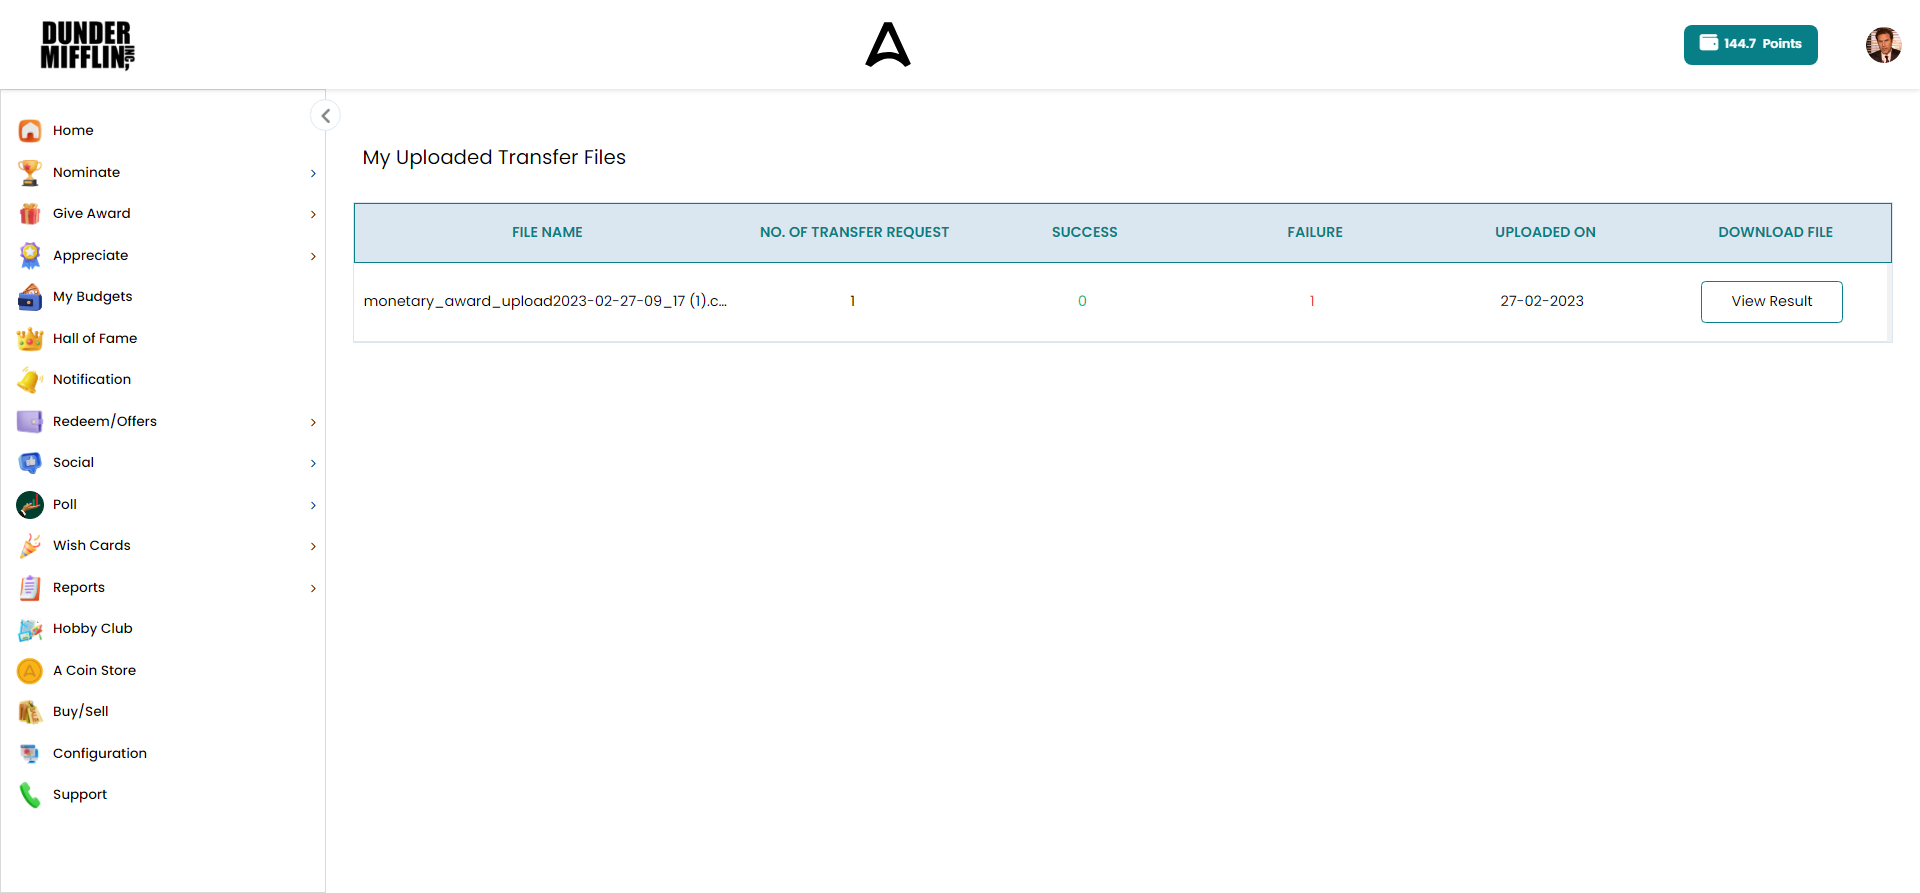 DUNDER
MIFFLIN, INC
144.7 Points
Home
Nominate
Give Award
Appreciate
My Budgets
Hall of Fame
Notification
Redeem/Offers
Social
Poll
Wish Cards
Reports
Hobby Club
A Coin Store
Buy/Sell
Configuration
Support
My Uploaded Transfer Files
FILE NAME NO. OF TRANSFER REQUEST SUCCESS FAILURE UPLOADED ON DOWNLOAD FILE
monetary_award_upload2023-02-27-09_17 (1).c... 1 0 1 27-02-2023 View Result